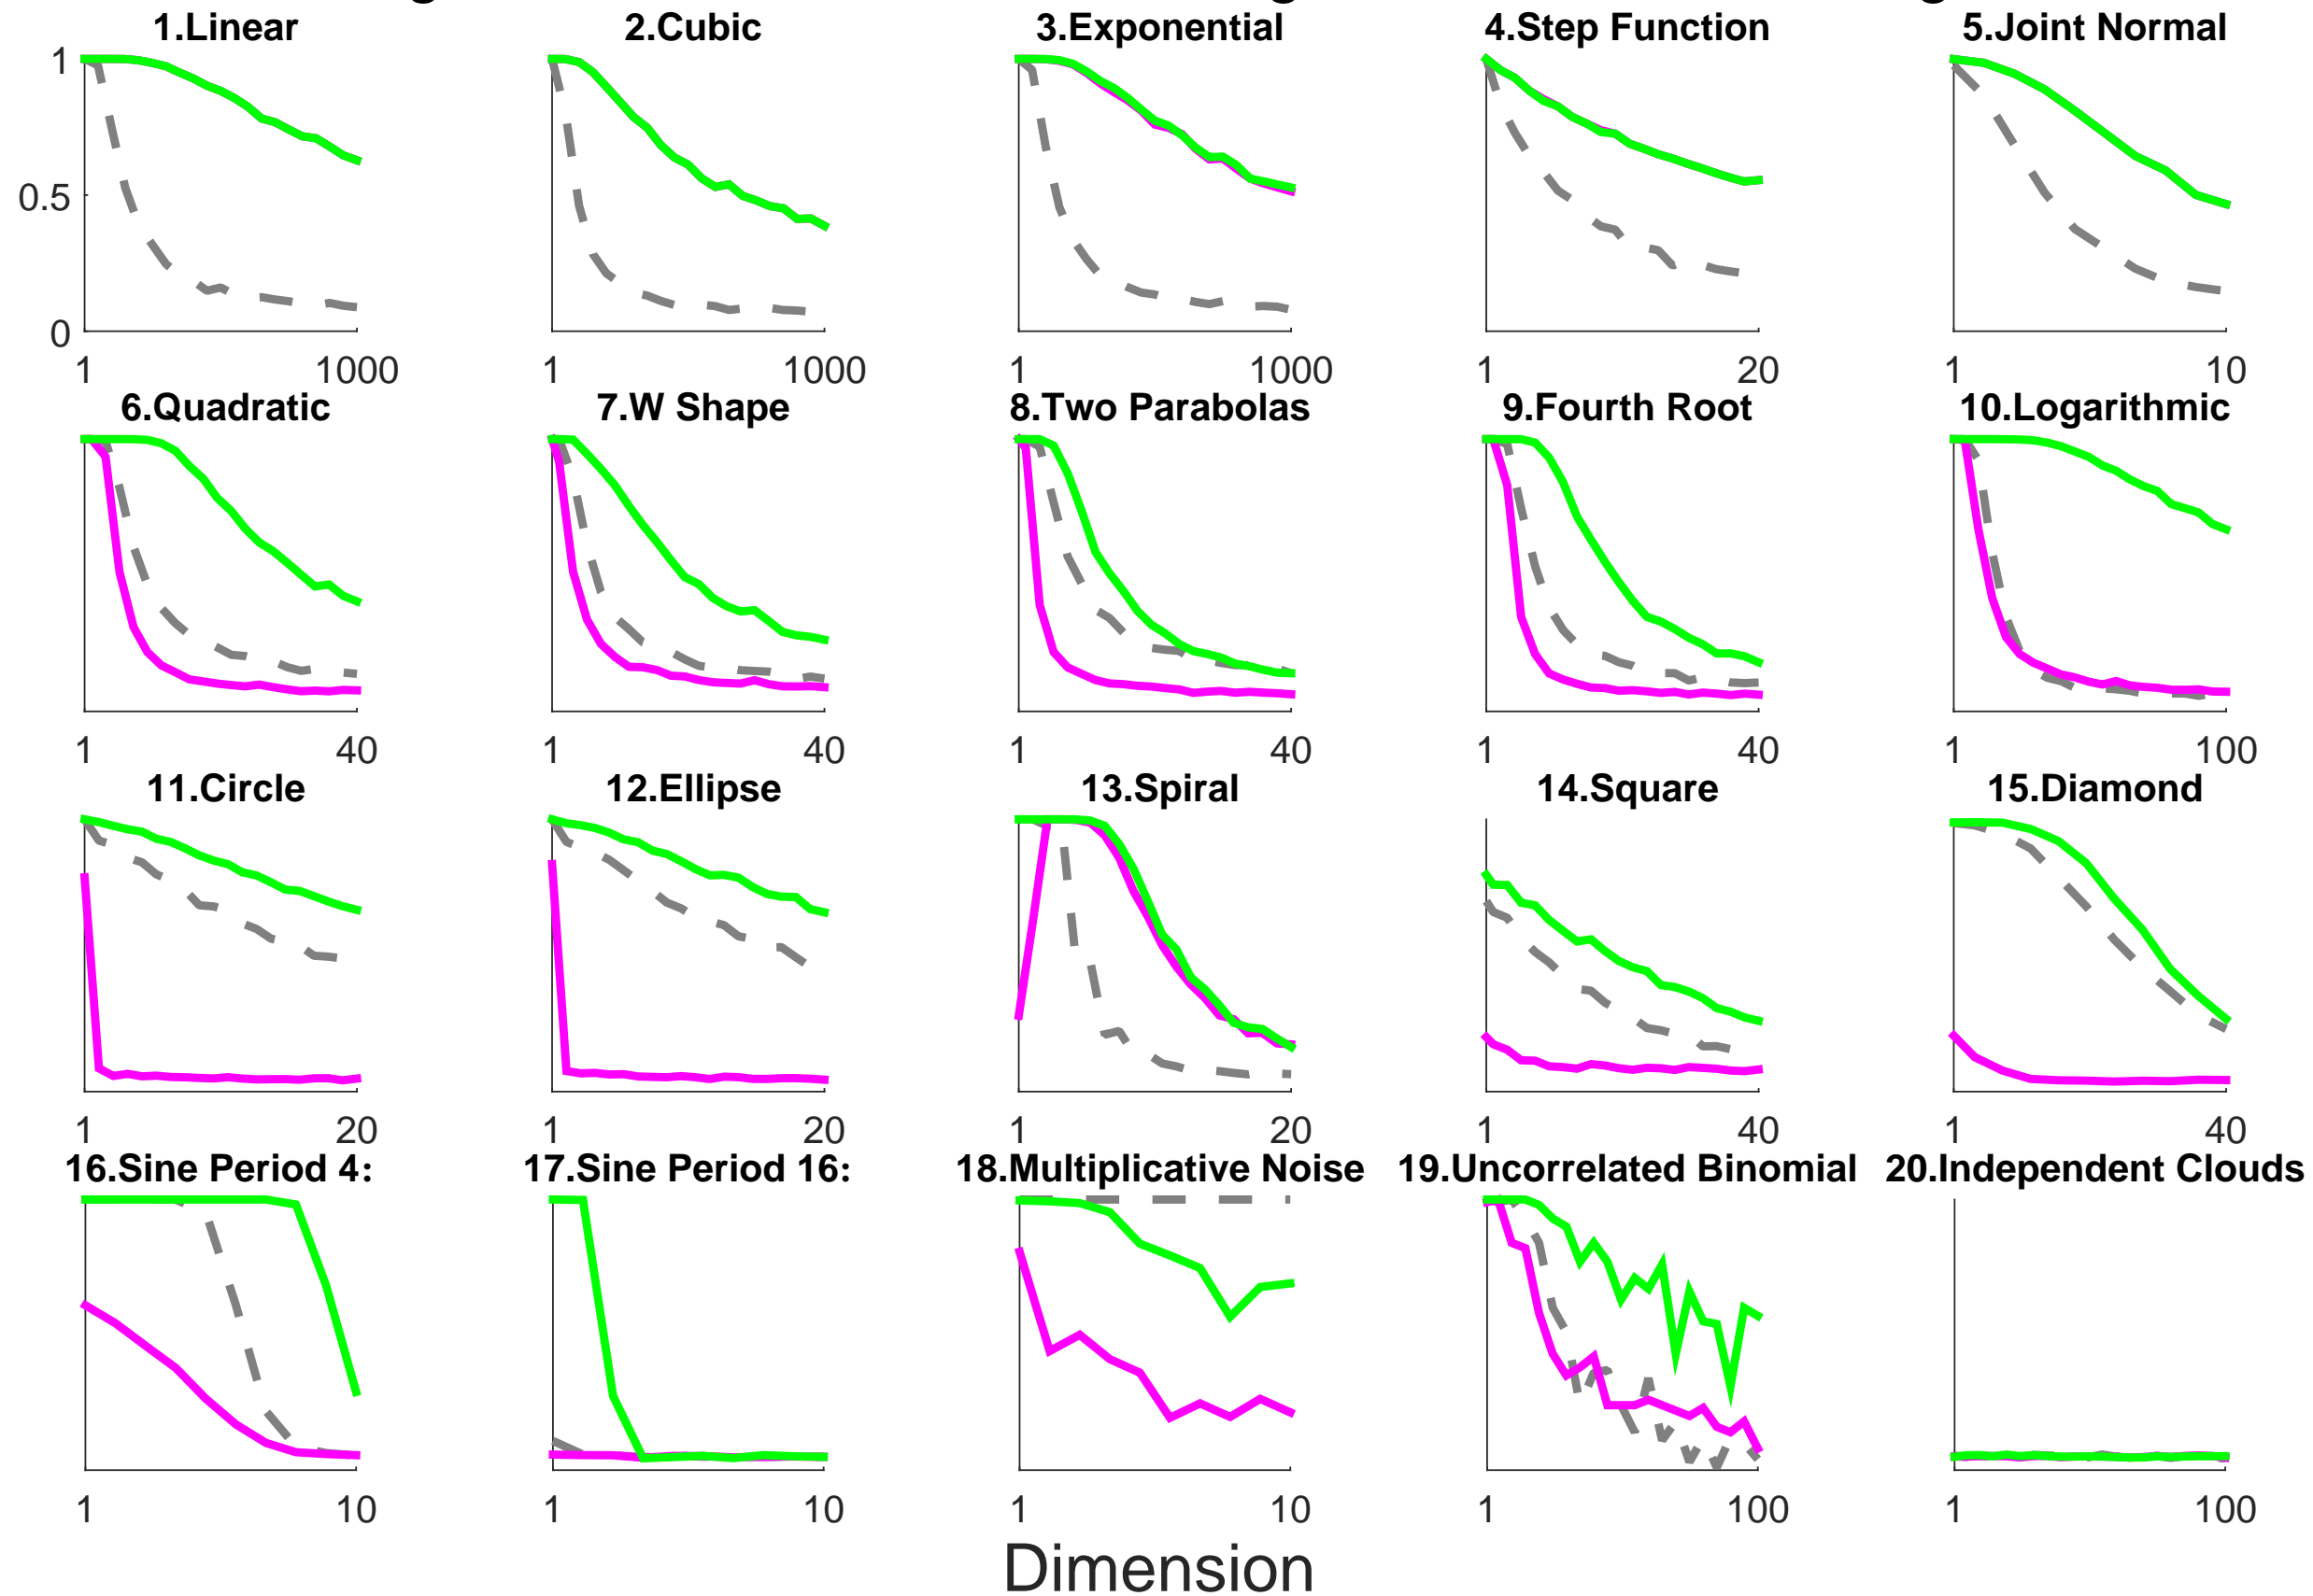 1.Linear 2.Cubic 3.Exponential 4.Step Function 5.Joint Normal
1
0.5
0
1 1000 1 1000 1 1000 1 20 1 10
6.Quadratic 7.W Shape 8.Two Parabolas 9.Fourth Root 10.Logarithmic
1 40 1 40 1 40 1 40 1 100
11.Circle 12.Ellipse 13.Spiral 14.Square 15.Diamond
1 20 1 20 1 20 1 40 1 40
16.Sine Period 4: 17.Sine Period 16: 18.Multiplicative Noise 19.Uncorrelated Binomial 20.Independent Clouds
1 10 1 10 1 10 1 100 1 100
Dimension